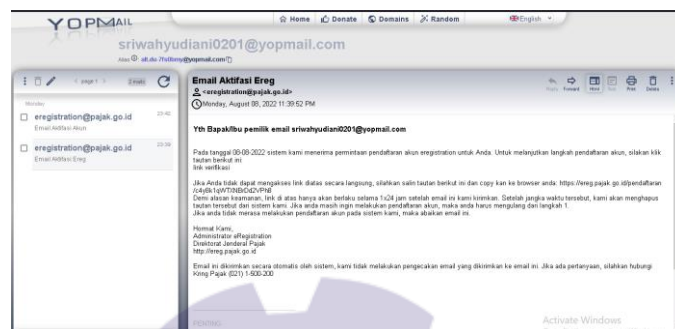 YOPMAIL
Home Donate Domains Random English
sriwahyudiani0201@yopmail.com
< page 1 > 2 mails
Monday
eregistration@pajak.go.id 23:40
Email Aktifasi Akun
eregistration@pajak.go.id 23:39
Email Aktifasi Ereg
Email Aktifasi Ereg
<eregistration@pajak.go.id>
Monday, August 08, 2022 11:39:52 PM
Reply Forward Html Text Print Delete
Yth Bapak/Ibu pemilik email sriwahyudiani0201@yopmail.com
Pada tanggal 08-08-2022 sistem kami menerima permintaan pendaftaran akun eregistration untuk Anda. Untuk melanjutkan langkah pendaftaran akun, silakan klik
tautan berikut ini
link verifikasi
Jika Anda tidak dapat mengakses link diatas secara langsung, silahkan salin tautan berikut ini dan copy kan ke browser anda: https://ereg.pajak.go.id/pendaftaran
Demi alasan keamanan, link di atas hanya akan berlaku selama 1x24 jam setelah email ini kami kirimkan. Setelah jangka waktu tersebut, kami akan menghapus
tautan tersebut dari sistem kami. Jika anda masih ingin melakukan pendaftaran akun, maka anda harus mengulang dari langkah 1.
Jika anda tidak merasa melakukan pendaftaran akun pada sistem kami, maka abaikan email ini.
Hormat Kami,
Administrator eRegistration
Direktorat Jenderal Pajak
http://ereg.pajak.go.id
Email ini dikirimkan secara otomatis oleh sistem, kami tidak melakukan pengecekan email yang dikirimkan ke email ini. Jika ada pertanyaan, silahkan hubungi
Kring Pajak (021) 1-500-200
PENTING
Activate Windows